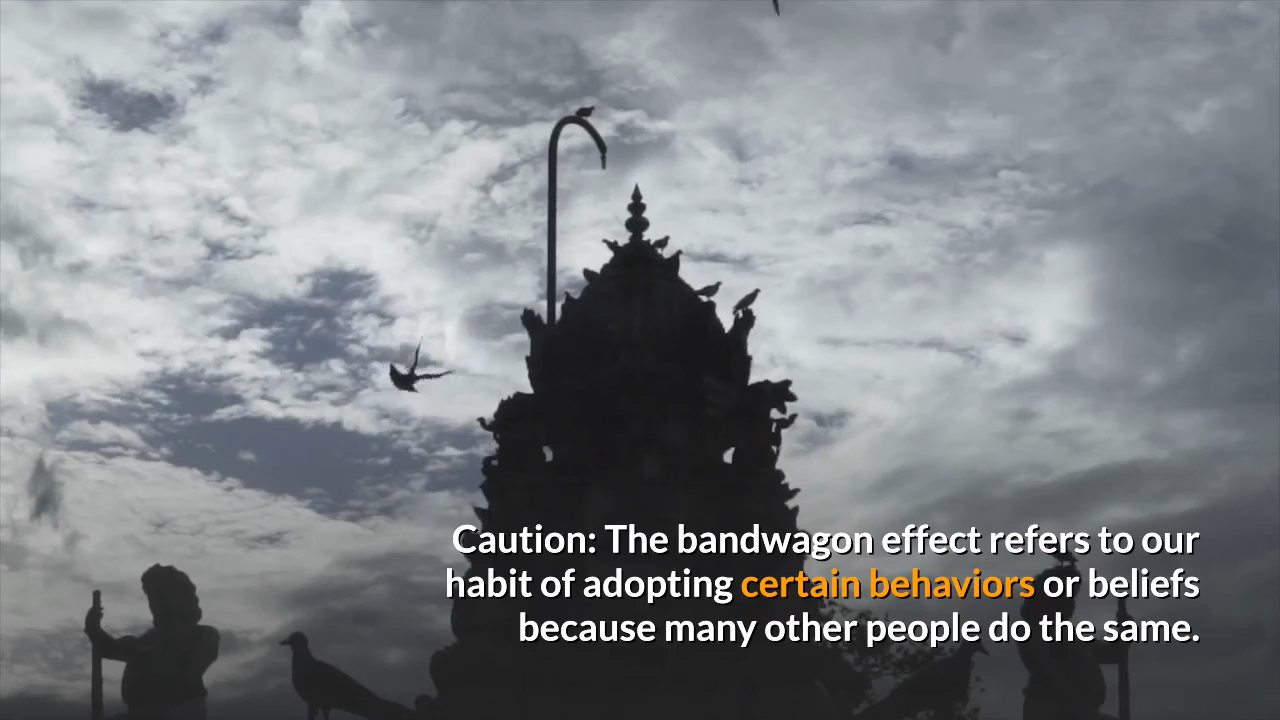 Caution: The bandwagon effect refers to our
habit of adopting certain behaviors or beliefs
because many other people do the same.